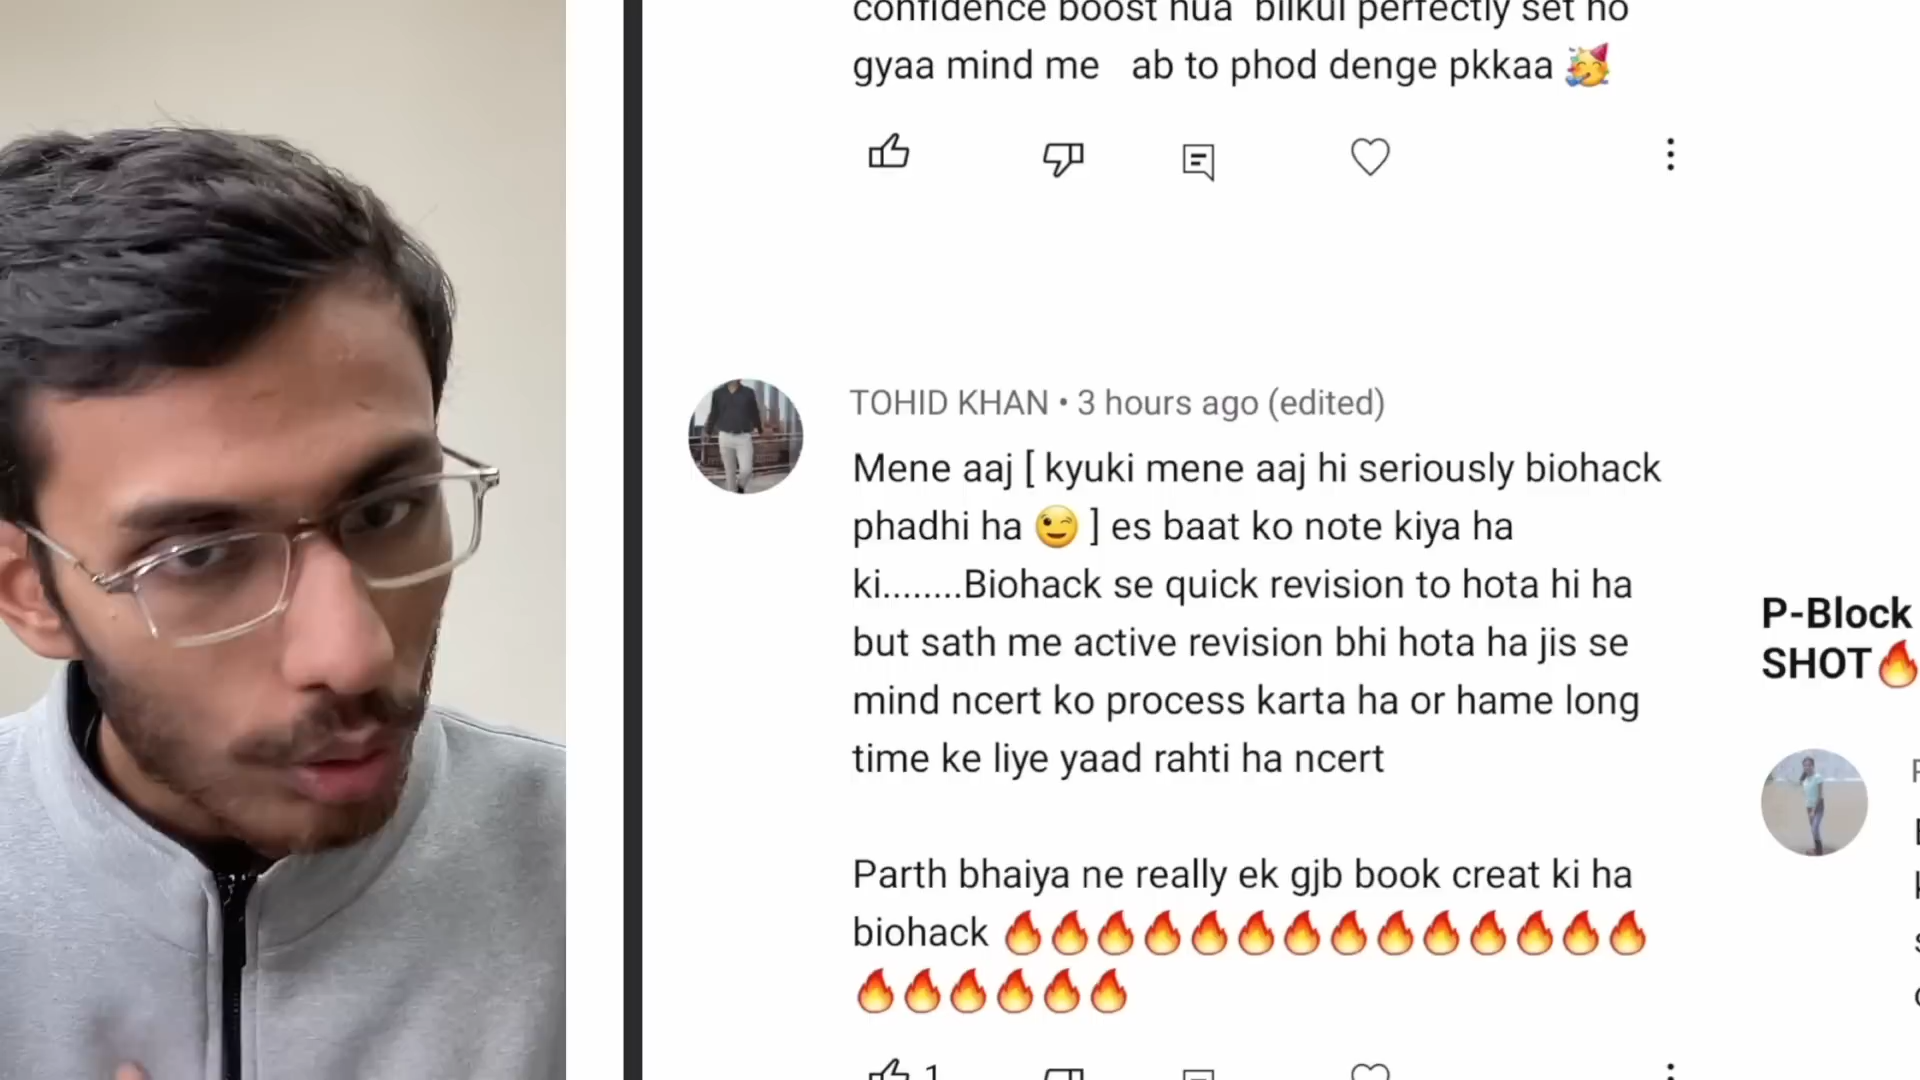 confidence boost hua bilkul perfectly set ho
gyaa mind me ab to phod denge pkkaa 🥳
TOHID KHAN • 3 hours ago (edited)
Mene aaj [ kyuki mene aaj hi seriously biohack
phadhi ha 😉 ] es baat ko note kiya ha
ki........Biohack se quick revision to hota hi ha
but sath me active revision bhi hota ha jis se
mind ncert ko process karta ha or hame long
time ke liye yaad rahti ha ncert
Parth bhaiya ne really ek gjb book creat ki ha
biohack 🔥🔥🔥🔥🔥🔥🔥🔥🔥🔥🔥🔥🔥🔥
🔥🔥🔥🔥🔥🔥
1
P-Block
SHOT🔥